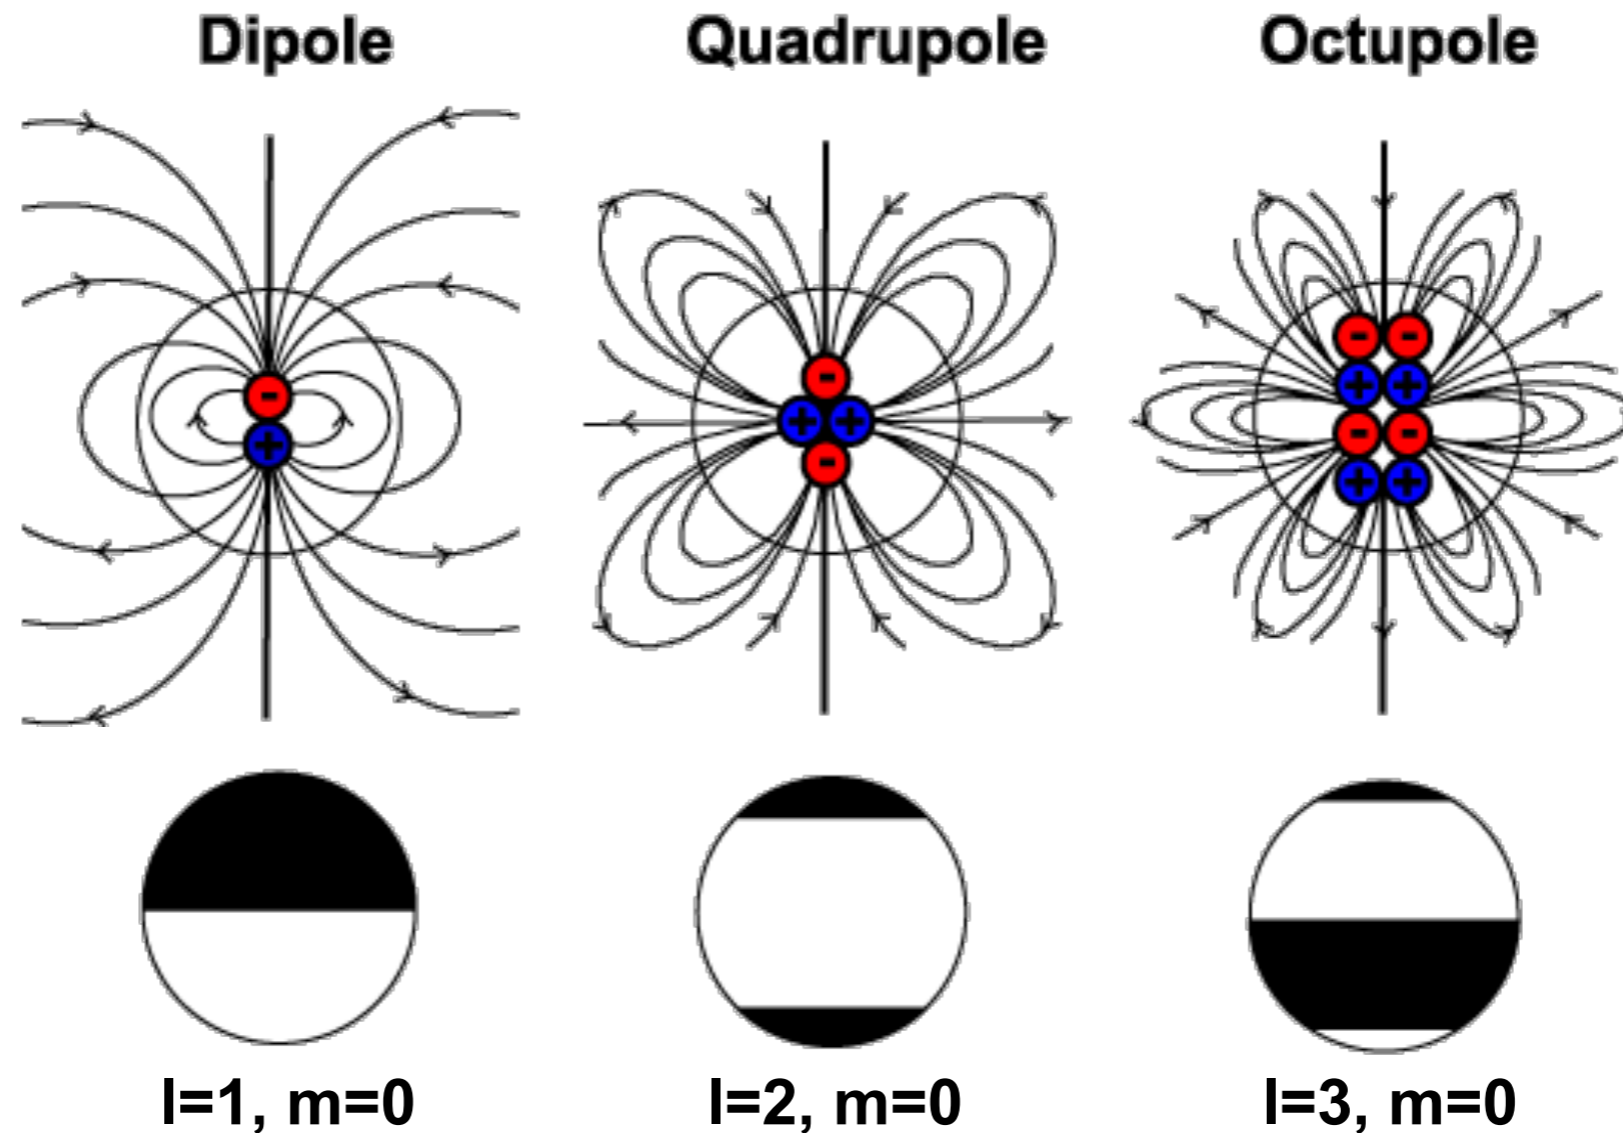 Dipole Quadrupole Octupole
- - -
- + +
+ + + -
- -
+ +
l=1, m=0 l=2, m=0 l=3, m=0